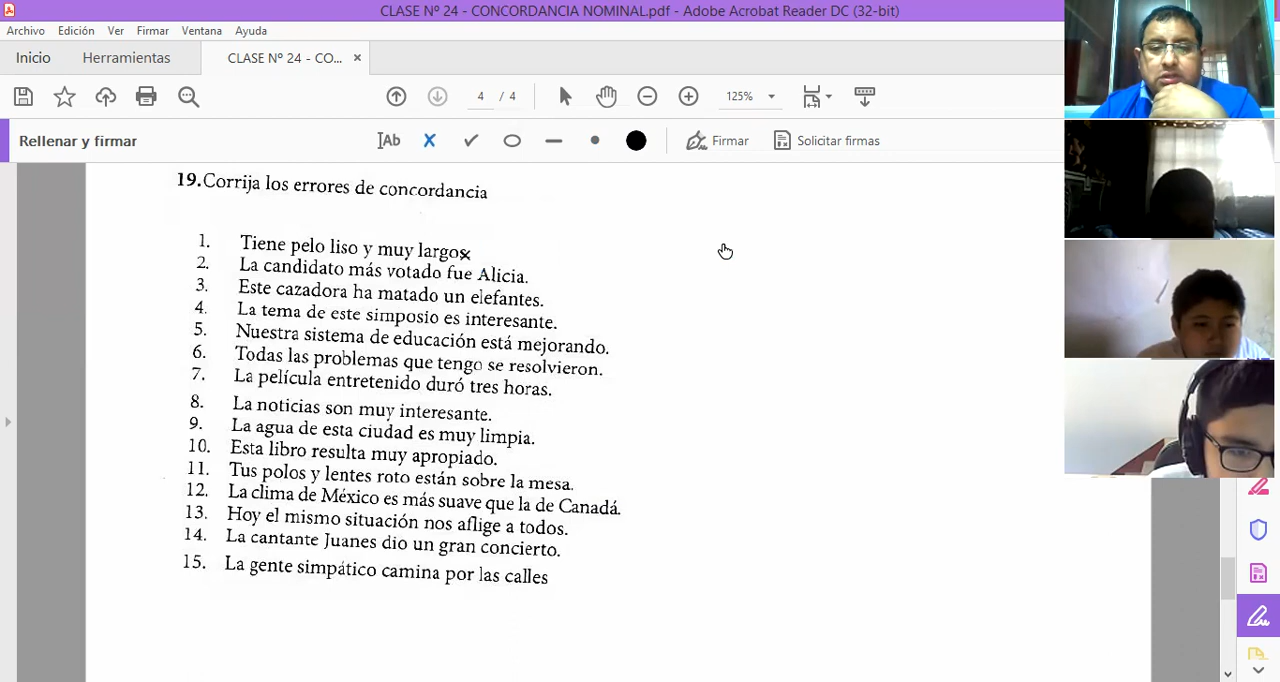 CLASE Nº 24 - CONCORDANCIA NOMINAL.pdf - Adobe Acrobat Reader DC (32-bit)
Archivo Edición Ver Firmar Ventana Ayuda
Inicio Herramientas CLASE Nº 24 - CO... ×
4 / 4 125%
Rellenar y firmar Ab Firmar Solicitar firmas
19. Corrija los errores de concordancia
1. Tiene pelo liso y muy largos
2. La candidato más votado fue Alicia.
3. Este cazadora ha matado un elefantes.
4. La tema de este simposio es interesante.
5. Nuestra sistema de educación está mejorando.
6. Todas las problemas que tengo se resolvieron.
7. La película entretenido duró tres horas.
8. La noticias son muy interesante.
9. La agua de esta ciudad es muy limpia.
10. Esta libro resulta muy apropiado.
11. Tus polos y lentes roto están sobre la mesa.
12. La clima de México es más suave que la de Canadá.
13. Hoy el mismo situación nos aflige a todos.
14. La cantante Juanes dio un gran concierto.
15. La gente simpático camina por las calles